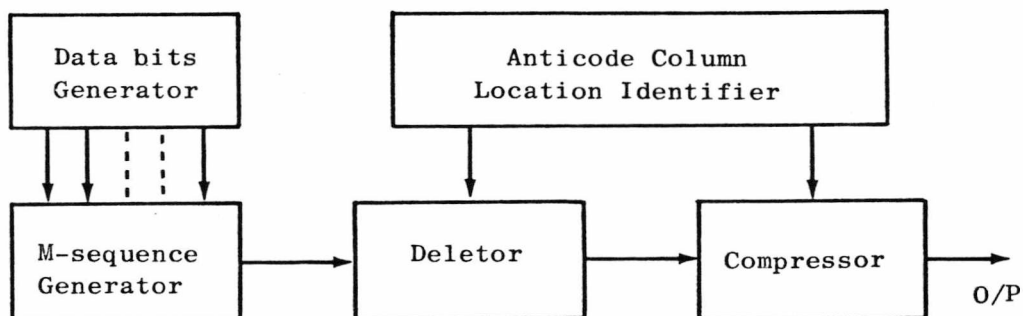 Data bits
Generator
Anticode Column
Location Identifier
M-sequence
Generator
Deletor
Compressor
O/P